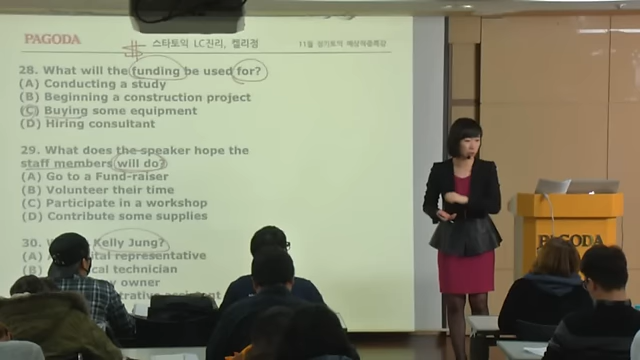 PAGODA
스타토익 LC진리, 켈리정
11월 정기토익 예상적중특강
28. What will the funding be used for?
(A) Conducting a study
(B) Beginning a construction project
(C) Buying some equipment
(D) Hiring consultant
29. What does the speaker hope the
staff members will do?
(A) Go to a Fund-raiser
(B) Volunteer their time
(C) Participate in a workshop
(D) Contribute some supplies
30. Kelly Jung?
(A) representative
(B) technician
owner
PAGODA